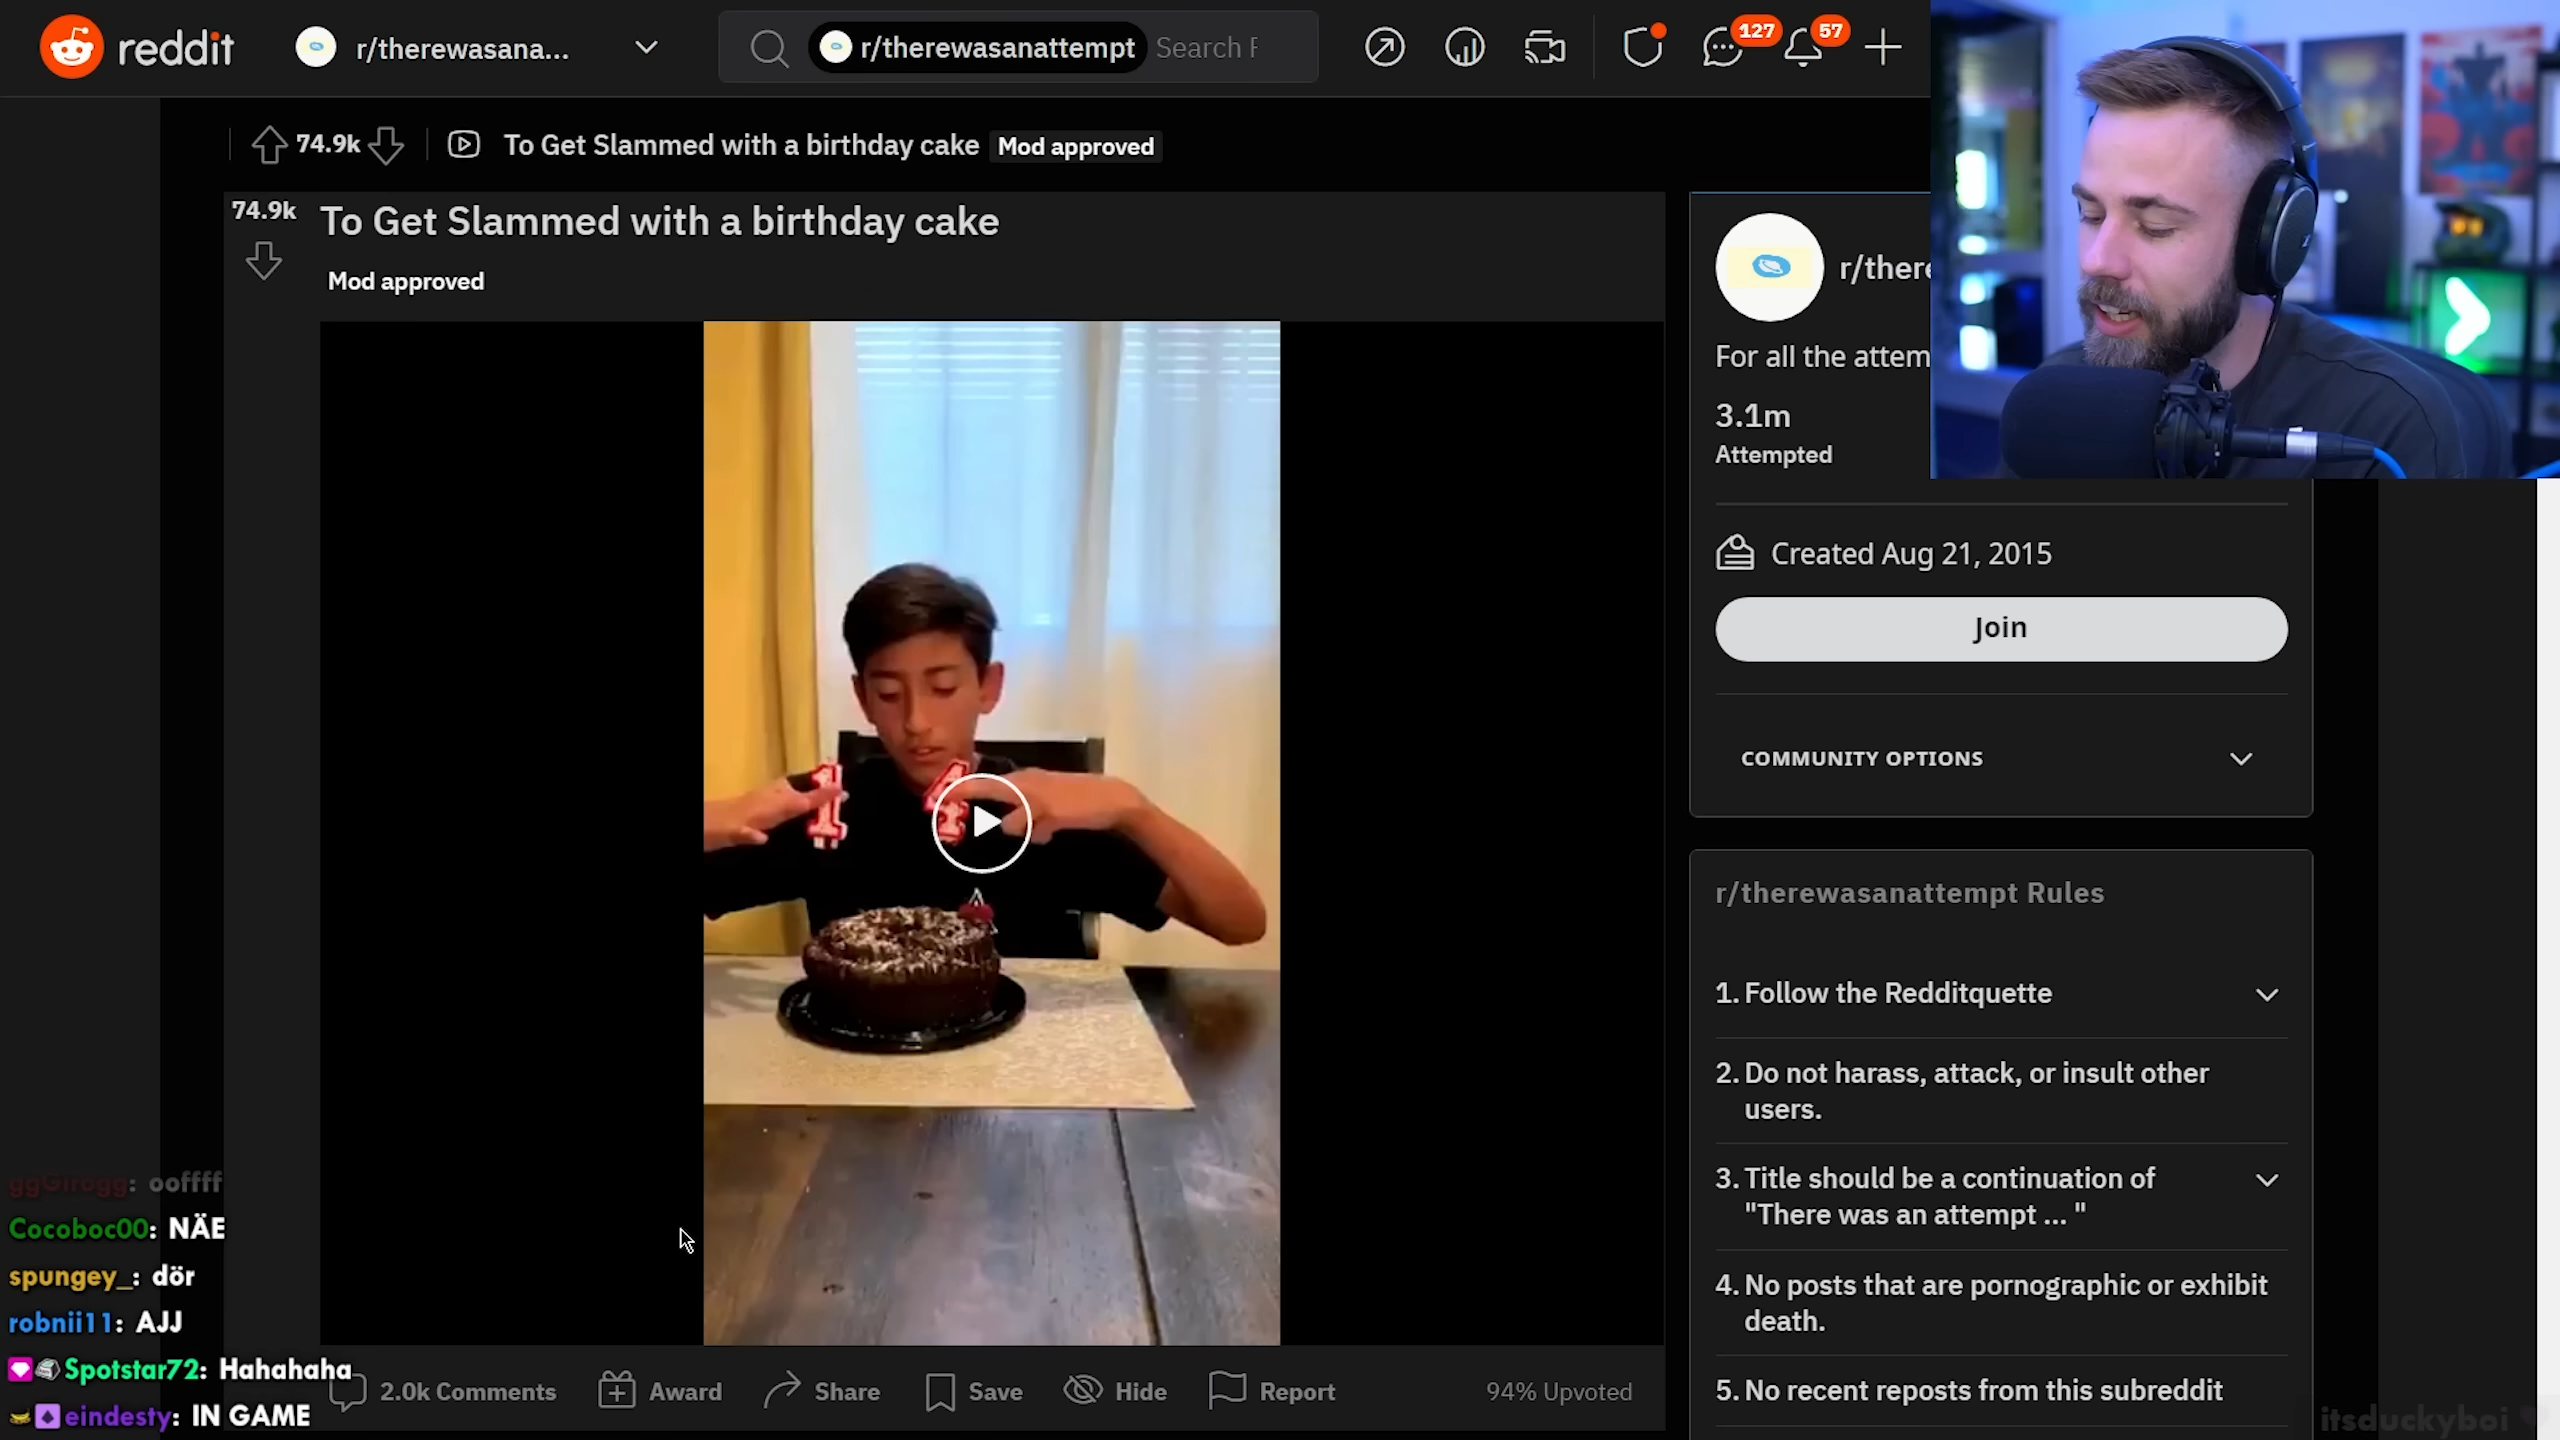 reddit
r/therewasana...
r/therewasanattempt Search F
127
57
74.9k
To Get Slammed with a birthday cake Mod approved
74.9k
To Get Slammed with a birthday cake
Mod approved
1 4
r/there
For all the attem
3.1m
Attempted
Created Aug 21, 2015
Join
COMMUNITY OPTIONS
r/therewasanattempt Rules
1. Follow the Redditquette
2. Do not harass, attack, or insult other
users.
3. Title should be a continuation of
"There was an attempt ... "
4. No posts that are pornographic or exhibit
death.
5. No recent reposts from this subreddit
ggGiragg: ooffff
Cocoboc00: NÄE
spungey_: dör
robnii11: AJJ
Spotstar72: Hahahaha
eindesty: IN GAME
2.0k Comments Award Share Save Hide Report 94% Upvoted
itsduckyboi